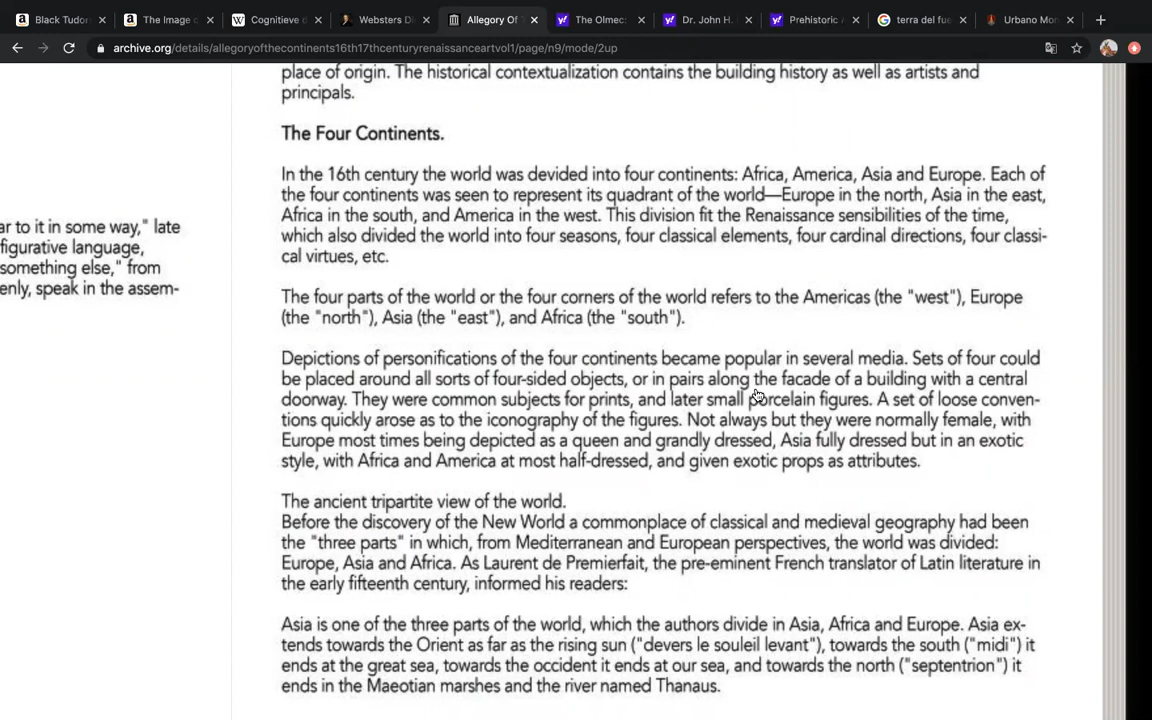 Black Tudor
The Image o
Cognitieve d
Websters Di
Allegory Of T
The Olmecs:
Dr. John H.
Prehistoric A
terra del fue
Urbano Mon
archive.org/details/allegoryofthecontinents16th17thcenturyrenaissanceartvol1/page/n9/mode/2up
place of origin. The historical contextualization contains the building history as well as artists and
principals.
The Four Continents.
In the 16th century the world was devided into four continents: Africa, America, Asia and Europe. Each of
the four continents was seen to represent its quadrant of the world—Europe in the north, Asia in the east,
Africa in the south, and America in the west. This division fit the Renaissance sensibilities of the time,
which also divided the world into four seasons, four classical elements, four cardinal directions, four classi-
cal virtues, etc.
The four parts of the world or the four corners of the world refers to the Americas (the "west"), Europe
(the "north"), Asia (the "east"), and Africa (the "south").
Depictions of personifications of the four continents became popular in several media. Sets of four could
be placed around all sorts of four-sided objects, or in pairs along the facade of a building with a central
doorway. They were common subjects for prints, and later small porcelain figures. A set of loose conven-
tions quickly arose as to the iconography of the figures. Not always but they were normally female, with
Europe most times being depicted as a queen and grandly dressed, Asia fully dressed but in an exotic
style, with Africa and America at most half-dressed, and given exotic props as attributes.
The ancient tripartite view of the world.
Before the discovery of the New World a commonplace of classical and medieval geography had been
the "three parts" in which, from Mediterranean and European perspectives, the world was divided:
Europe, Asia and Africa. As Laurent de Premierfait, the pre-eminent French translator of Latin literature in
the early fifteenth century, informed his readers:
Asia is one of the three parts of the world, which the authors divide in Asia, Africa and Europe. Asia ex-
tends towards the Orient as far as the rising sun ("devers le souleil levant"), towards the south ("midi") it
ends at the great sea, towards the occident it ends at our sea, and towards the north ("septentrion") it
ends in the Maeotian marshes and the river named Thanaus.
ar to it in some way," late
figurative language,
something else," from
enly, speak in the assem-